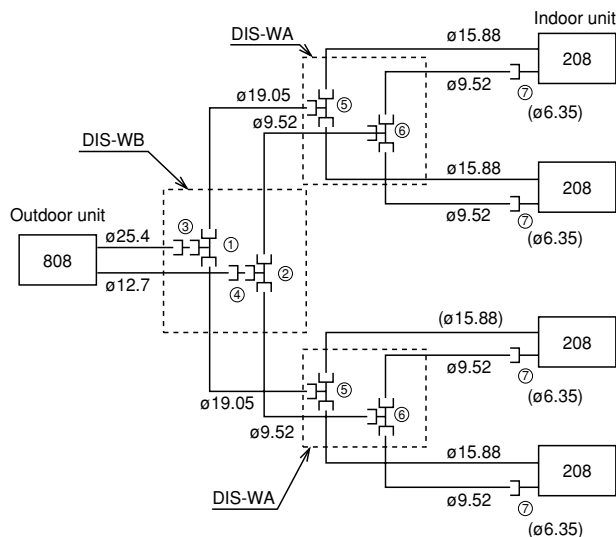 Indoor unit
DIS-WA
ø15.88
208
ø9.52
⑦
(ø6.35)
ø19.05
⑤
ø9.52
⑥
DIS-WB
ø15.88
208
ø9.52
⑦
(ø6.35)
Outdoor unit
808
ø25.4
③
①
ø12.7
④
②
(ø15.88)
208
ø9.52
⑦
(ø6.35)
⑤
ø19.05
⑥
ø9.52
ø15.88
208
DIS-WA
ø9.52
⑦
(ø6.35)